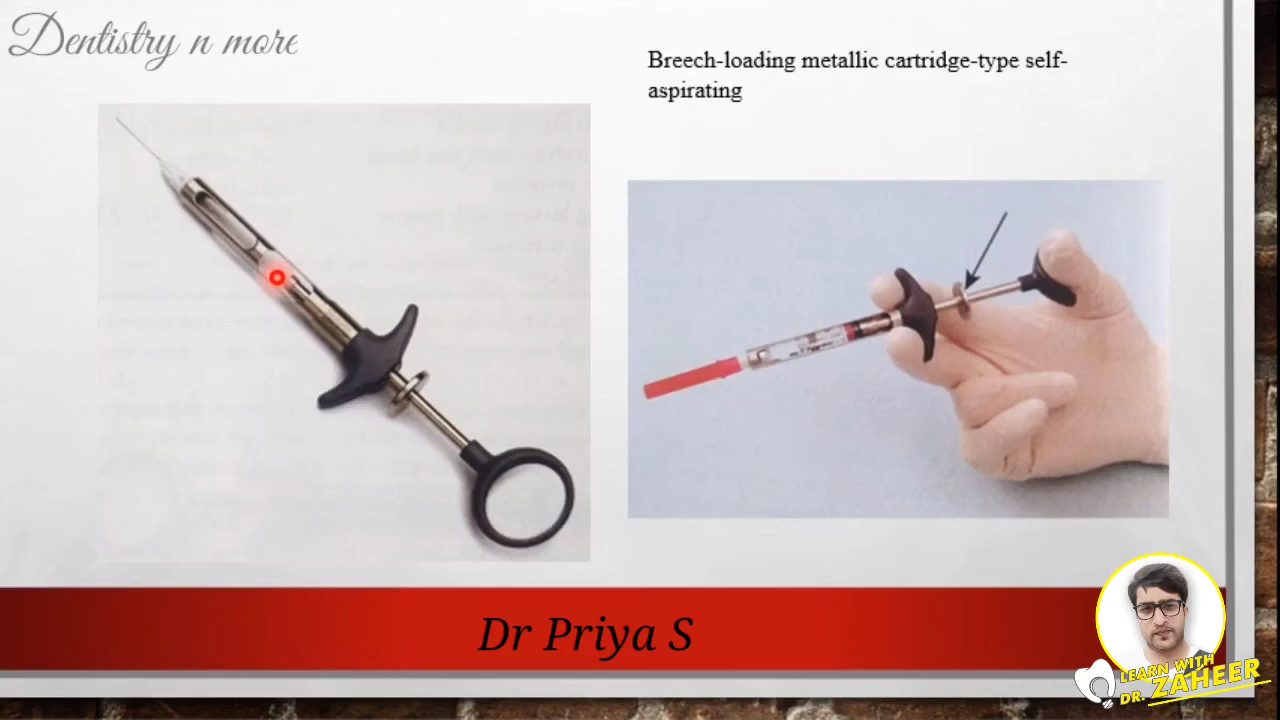 Dentistry n more
Breech-loading metallic cartridge-type self-
aspirating
Dr Priya S
LEARN WITH
DR. ZAHEER